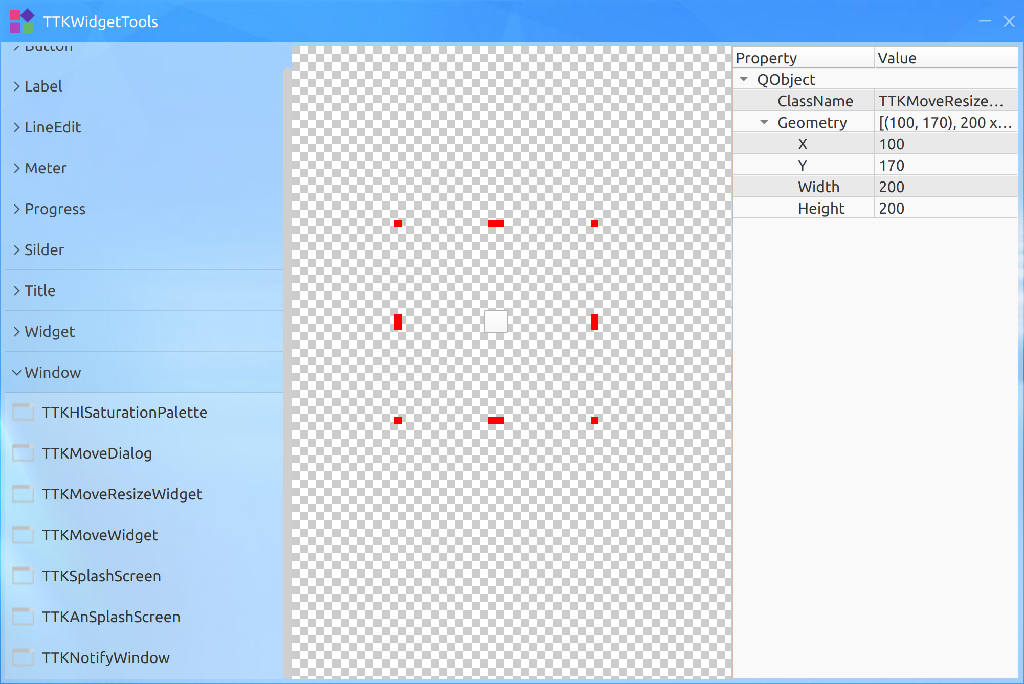 TTKWidgetTools
Button
Label
LineEdit
Meter
Progress
Silder
Title
Widget
Window
TTKHlSaturationPalette
TTKMoveDialog
TTKMoveResizeWidget
TTKMoveWidget
TTKSplashScreen
TTKAnSplashScreen
TTKNotifyWindow
Property Value
QObject
ClassName TTKMoveResize...
Geometry [(100, 170), 200 x...
X 100
Y 170
Width 200
Height 200